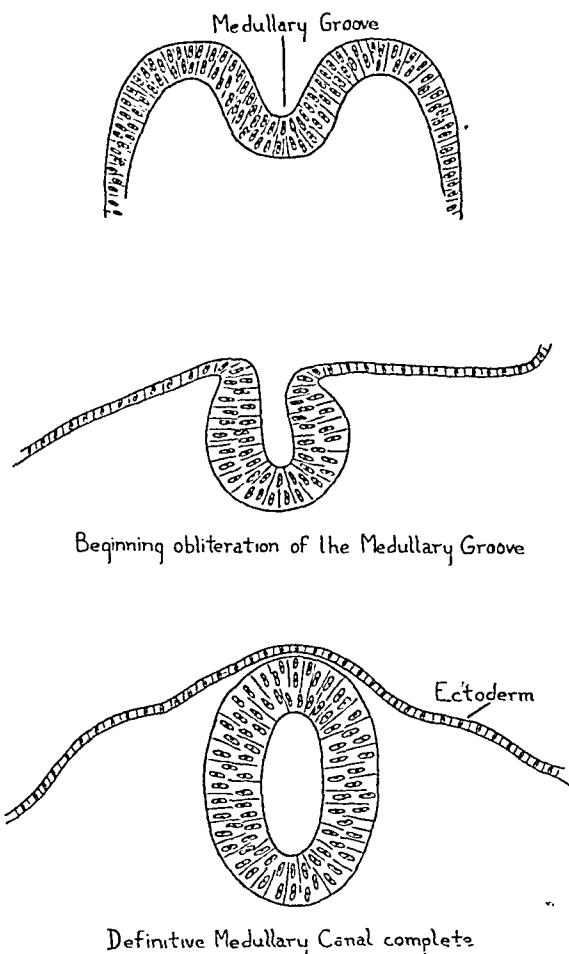 Medullary Groove
Beginning obliteration of the Medullary Groove
Ectoderm
Definitive Medullary Canal complete